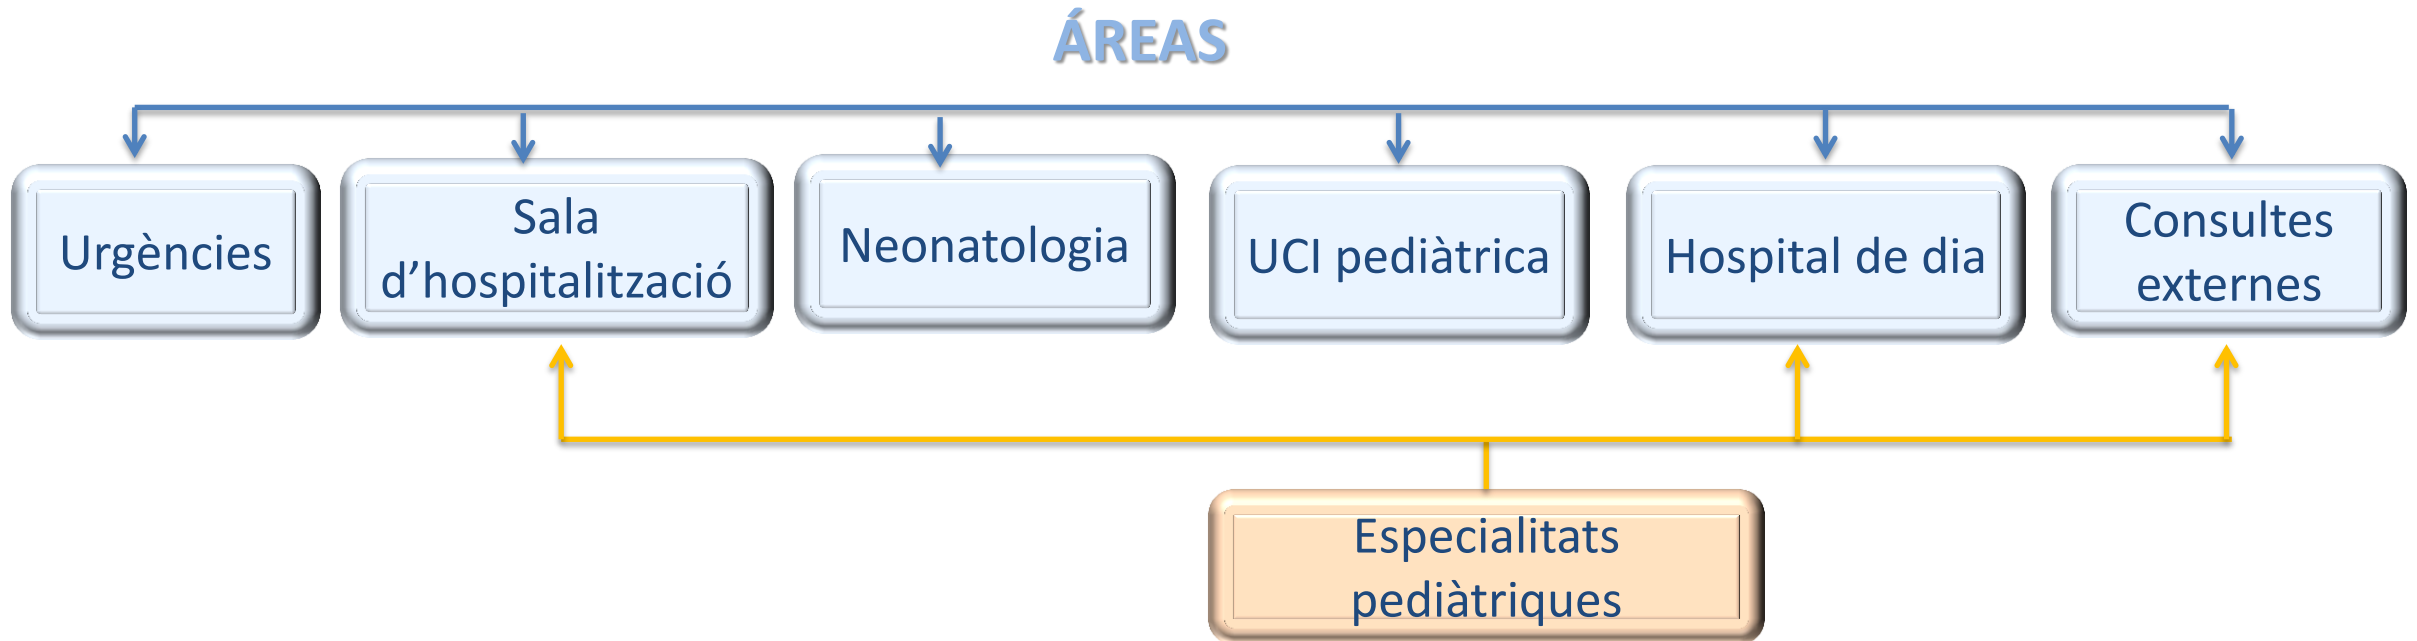 ÁREAS
Urgències
Sala
d’hospitalització
Neonatologia
UCI pediàtrica
Hospital de dia
Consultes
externes
Especialitats
pediàtriques